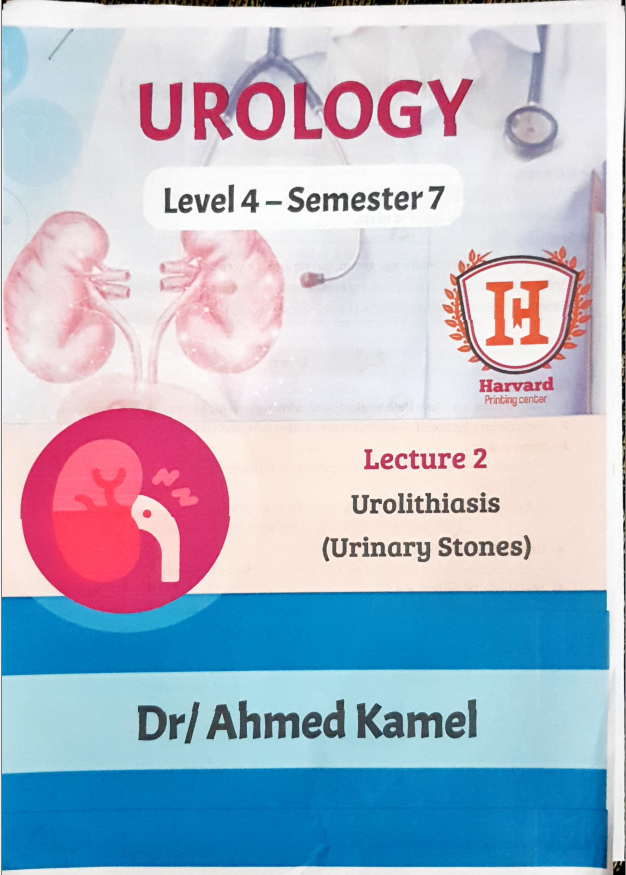 UROLOGY
Level 4 – Semester 7
H
Harvard
Printing center
Lecture 2
Urolithiasis
(Urinary Stones)
Dr/ Ahmed Kamel